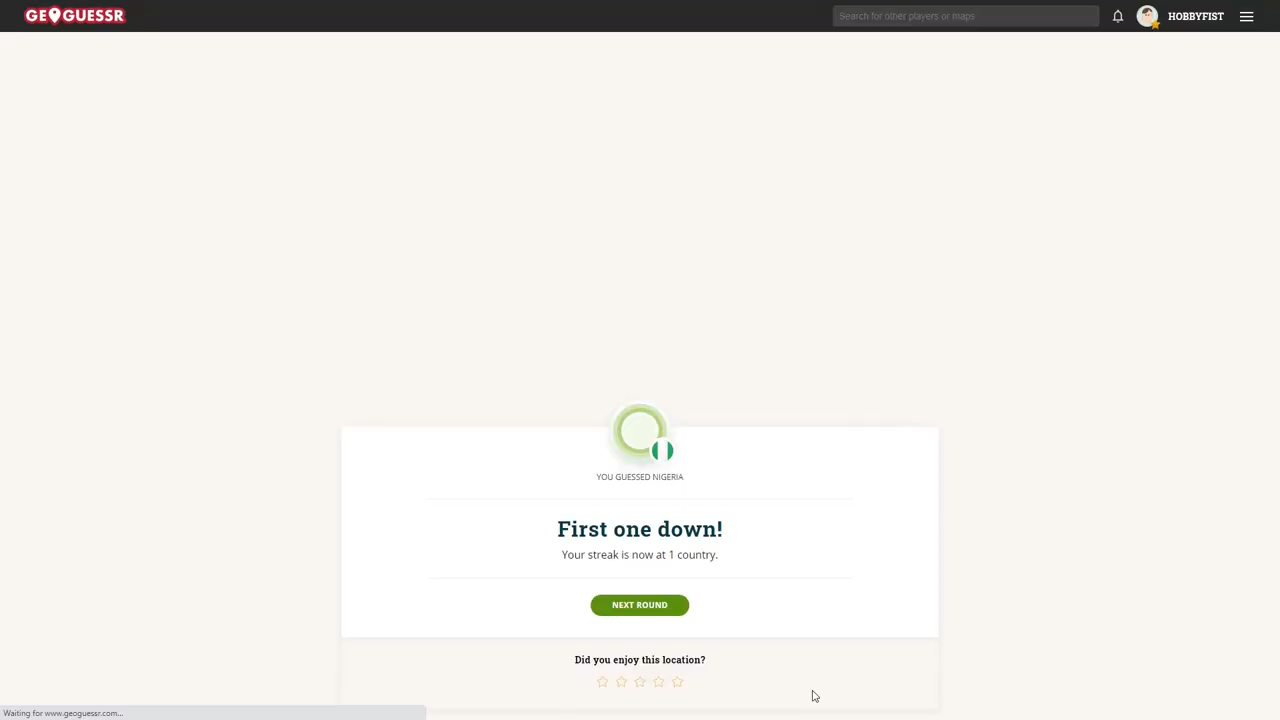 GEOGUESSR
Search for other players or maps
HOBBYFIST
YOU GUESSED NIGERIA
First one down!
Your streak is now at 1 country.
NEXT ROUND
Did you enjoy this location?
Waiting for www.geoguessr.com...